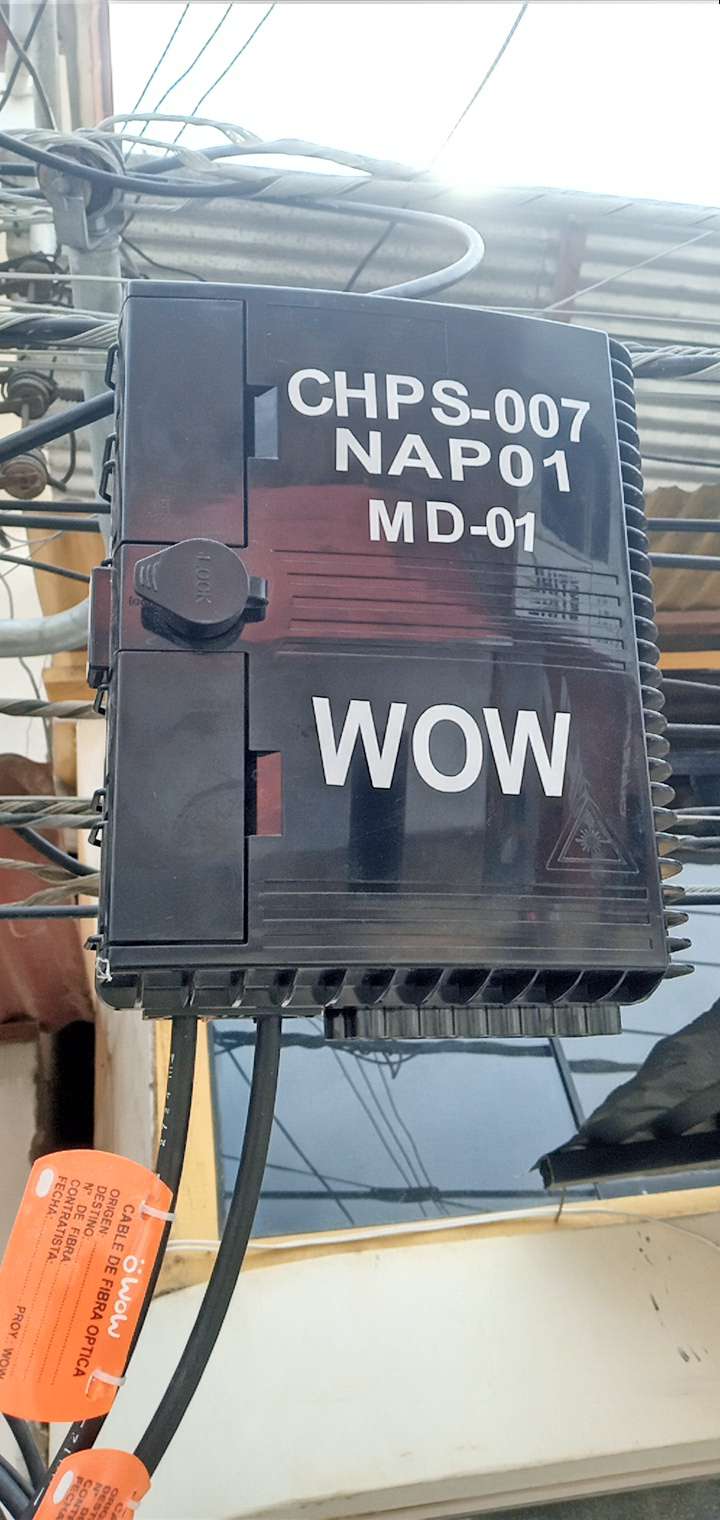 CHPS-007
NAP01
MD-01
LOCK
WOW
WOW
CABLE DE FIBRA OPTICA
ORIGEN:
DESTINO:
N° DE FIBRA
CONTRATISTA:
FECHA:
PROY: WOW